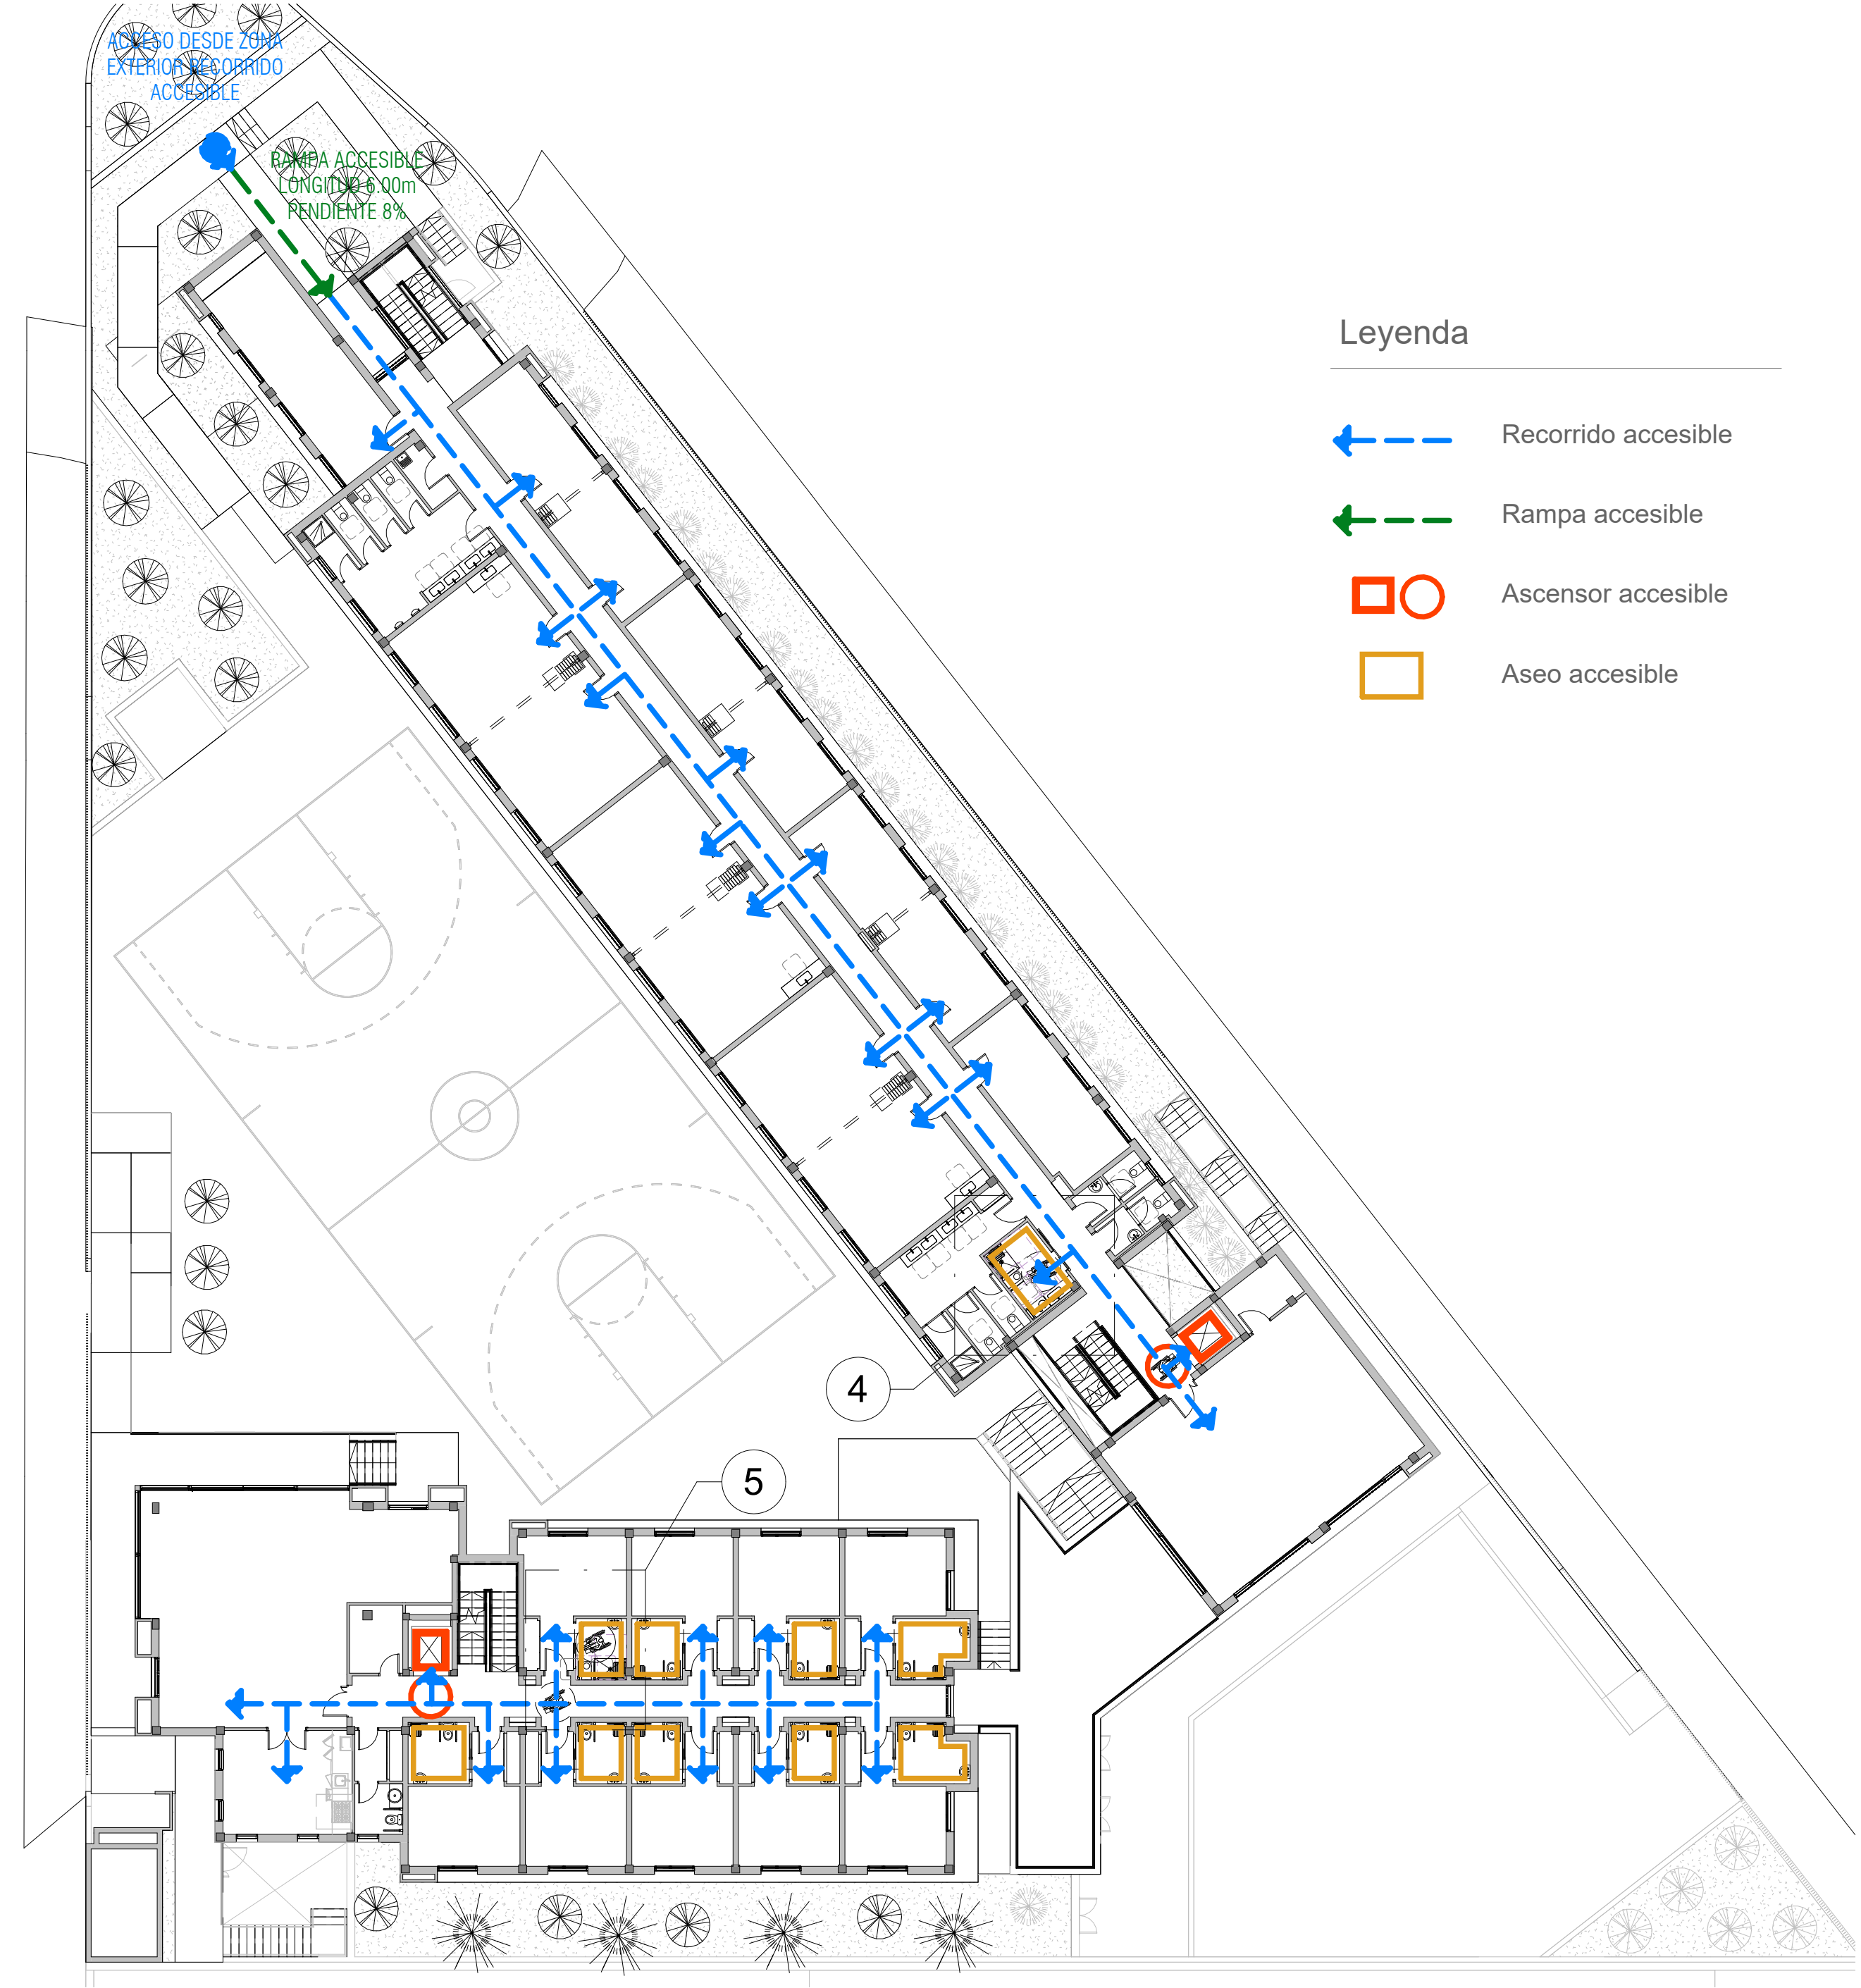 ACCESO DESDE ZONA
EXTERIOR RECORRIDO
ACCESIBLE
RAMPA ACCESIBLE
LONGITUD 6.00m
PENDIENTE 8%
Leyenda
Recorrido accesible
Rampa accesible
Ascensor accesible
Aseo accesible
4
5